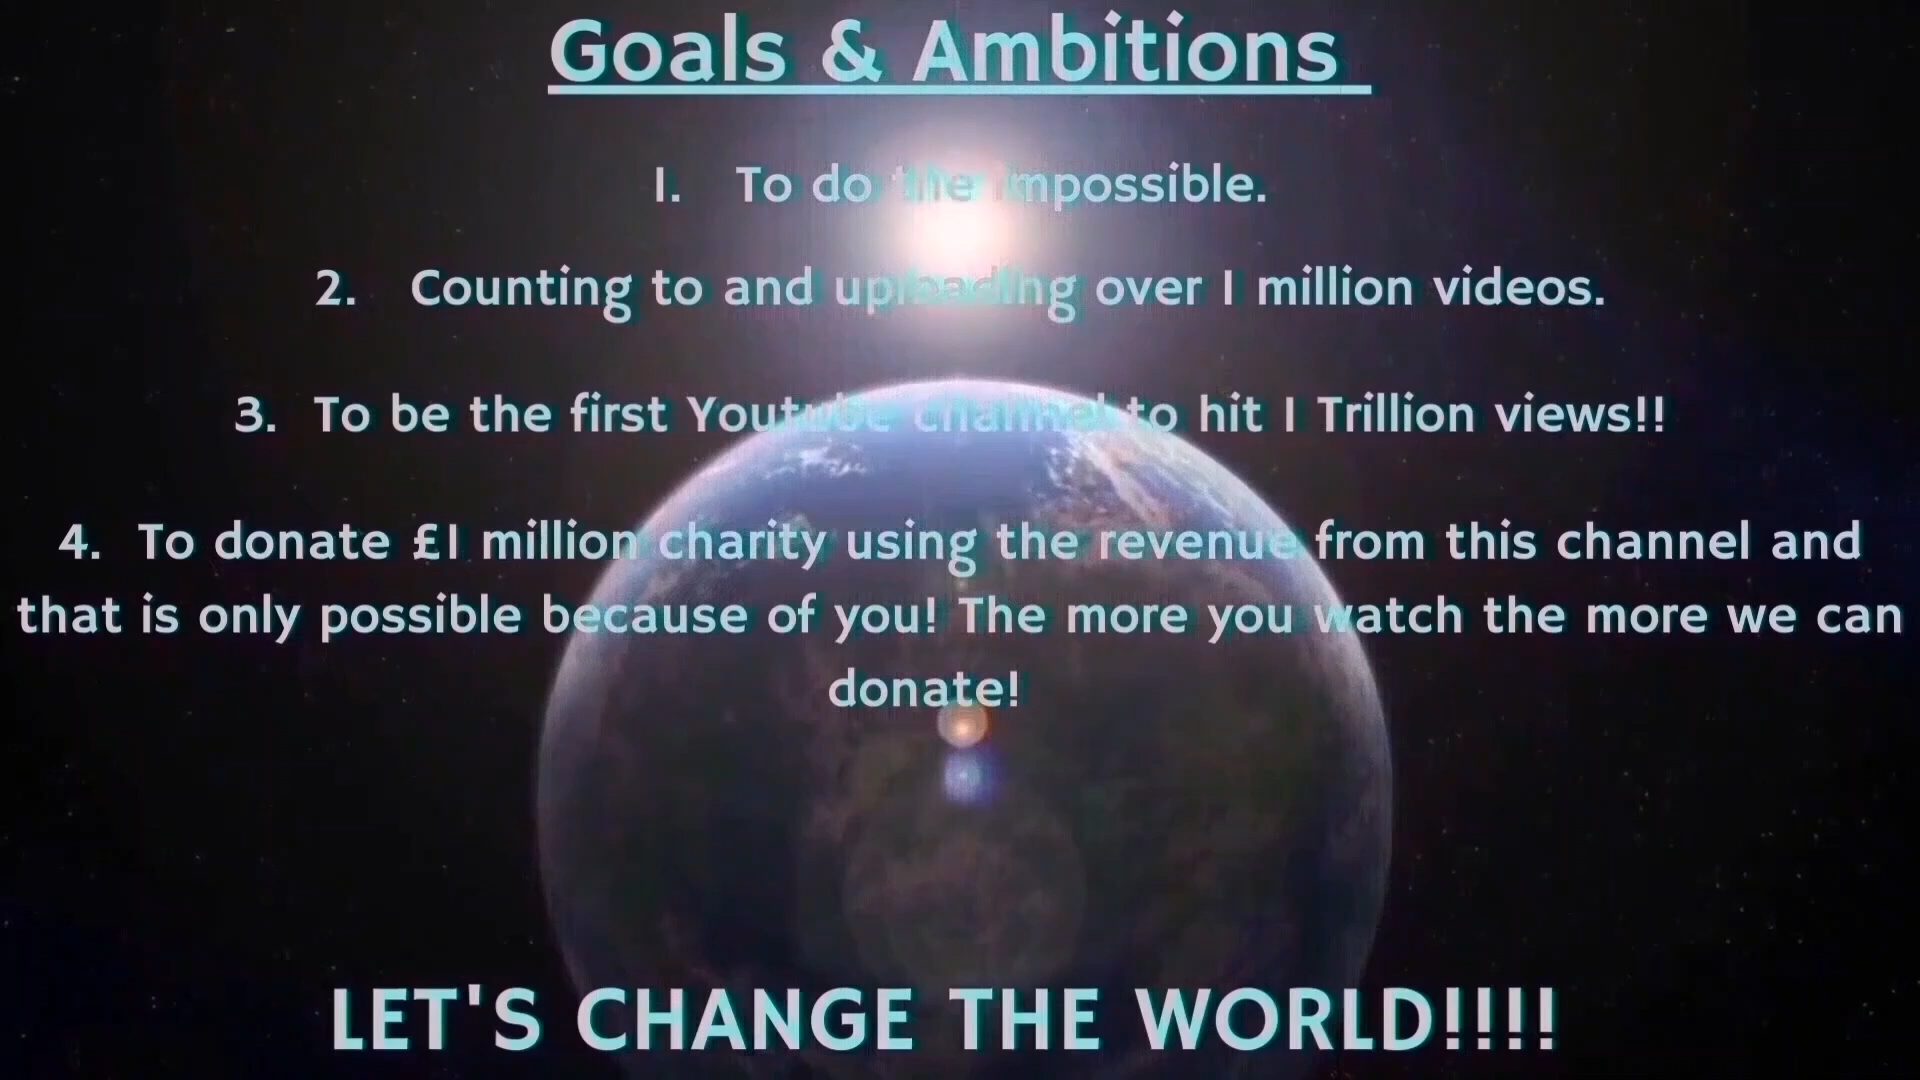 Goals & Ambitions
1. To do the impossible.
2. Counting to and uploading over 1 million videos.
3. To be the first Youtube channel to hit 1 Trillion views!!
4. To donate £1 million charity using the revenue from this channel and
that is only possible because of you! The more you watch the more we can
donate!
LET'S CHANGE THE WORLD!!!!